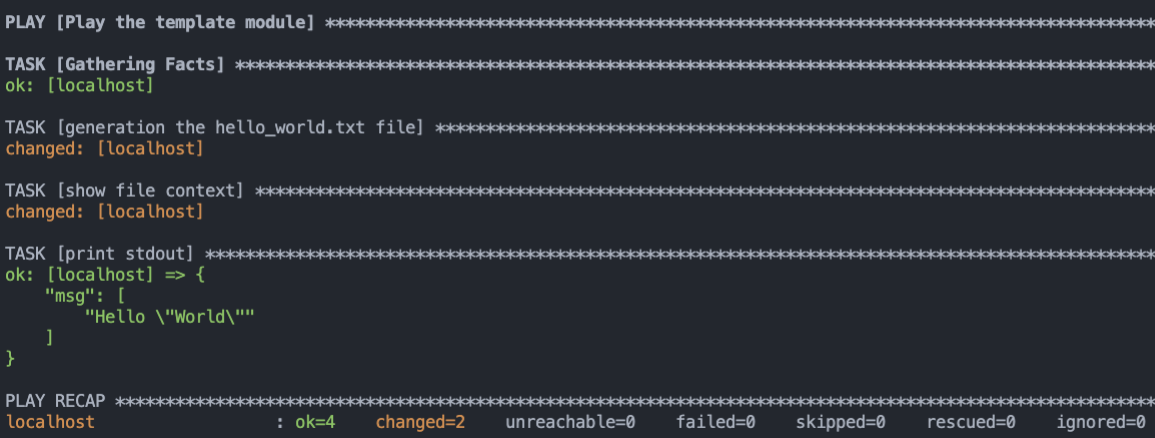 PLAY [Play the template module] ***********************************************************************************
TASK [Gathering Facts] ********************************************************************************************
ok: [localhost]
TASK [generation the hello_world.txt file] ************************************************************************
changed: [localhost]
TASK [show file context] ******************************************************************************************
changed: [localhost]
TASK [print stdout] ***********************************************************************************************
ok: [localhost] => {
    "msg": [
        "Hello \"World\""
    ]
}
PLAY RECAP ********************************************************************************************************
localhost                  : ok=4    changed=2    unreachable=0    failed=0    skipped=0    rescued=0    ignored=0